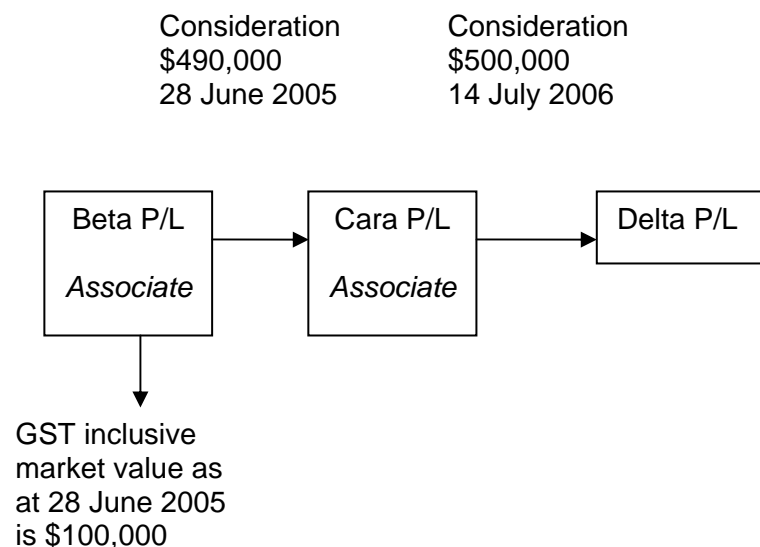 Consideration
$490,000
28 June 2005
Consideration
$500,000
14 July 2006
Beta P/L
Associate
Cara P/L
Associate
Delta P/L
GST inclusive
market value as
at 28 June 2005
is $100,000